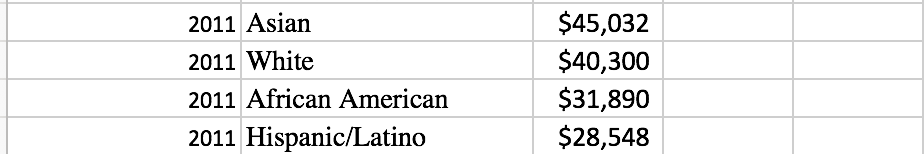 2011 Asian $45,032
2011 White $40,300
2011 African American $31,890
2011 Hispanic/Latino $28,548